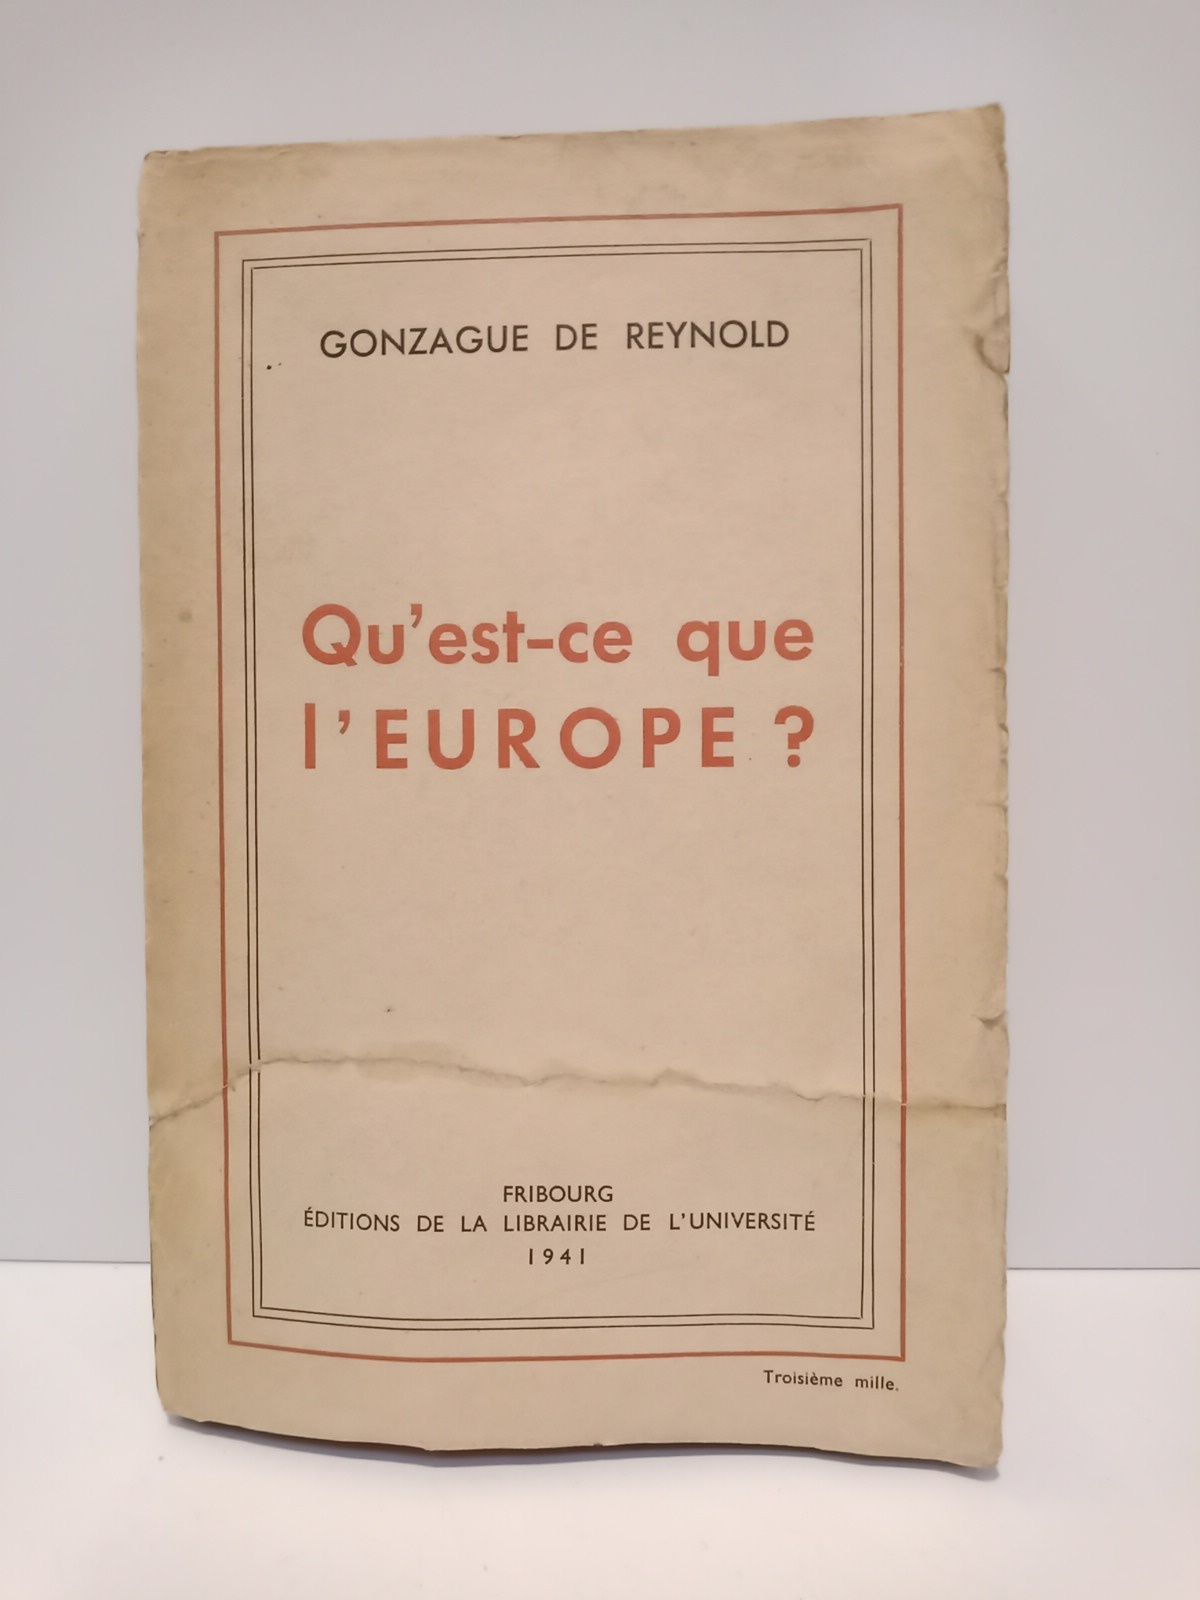 GONZAGUE DE REYNOLD
Qu'est-ce que
l'EUROPE ?
FRIBOURG
ÉDITIONS DE LA LIBRAIRIE DE L'UNIVERSITÉ
1941
Troisième mille.